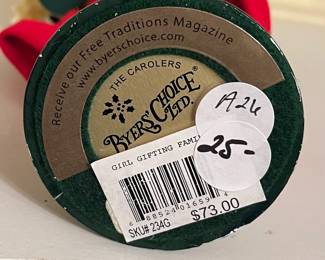 Receive our Free Traditions Magazine
www.byerschoice.com
THE CAROLERS
BYERS' CHOICE
LTD.
A26
25-
GIRL GIFTING FAMI
SKU# 234G
$73.00